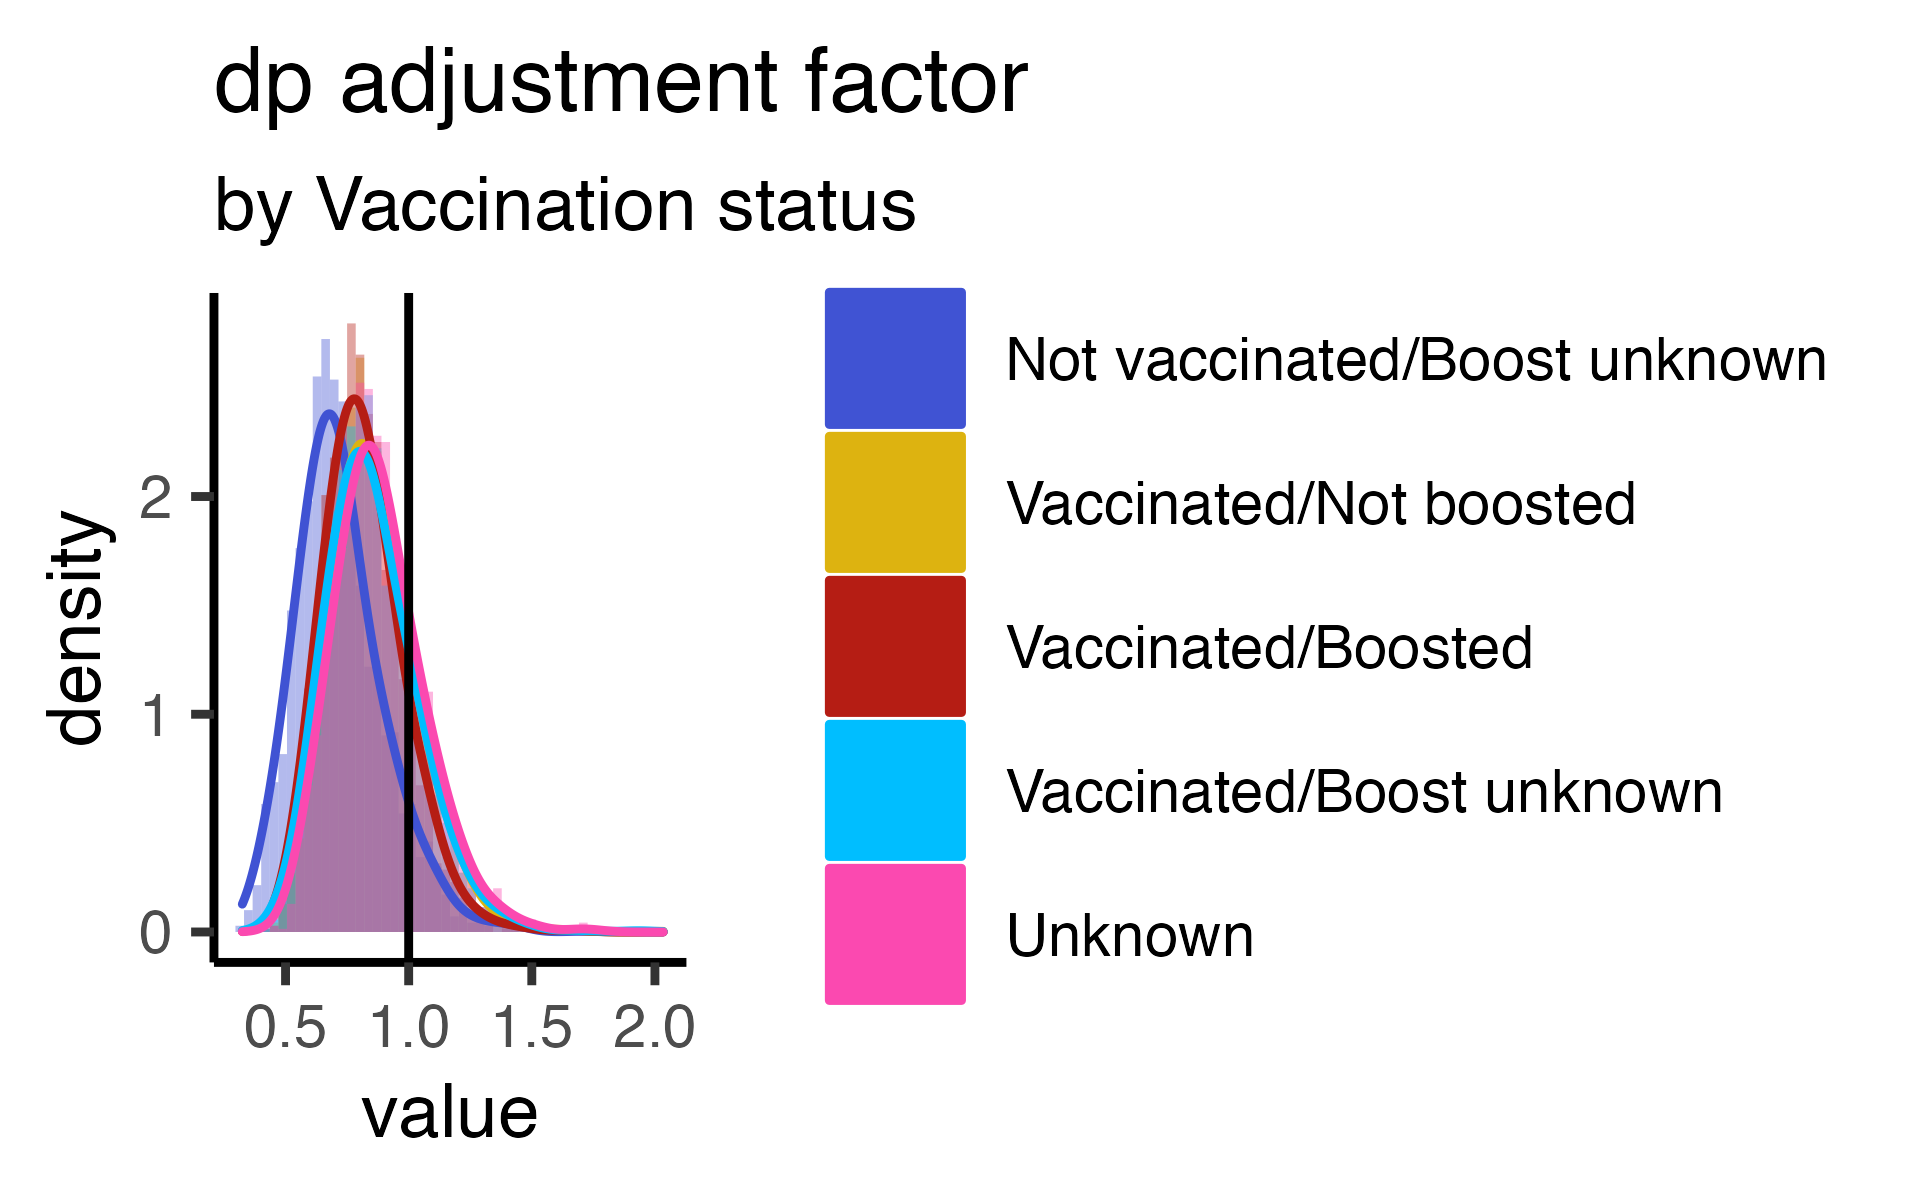 dp adjustment factor
by Vaccination status
density
2
1
0
0.5 1.0 1.5 2.0
value
Not vaccinated/Boost unknown
Vaccinated/Not boosted
Vaccinated/Boosted
Vaccinated/Boost unknown
Unknown